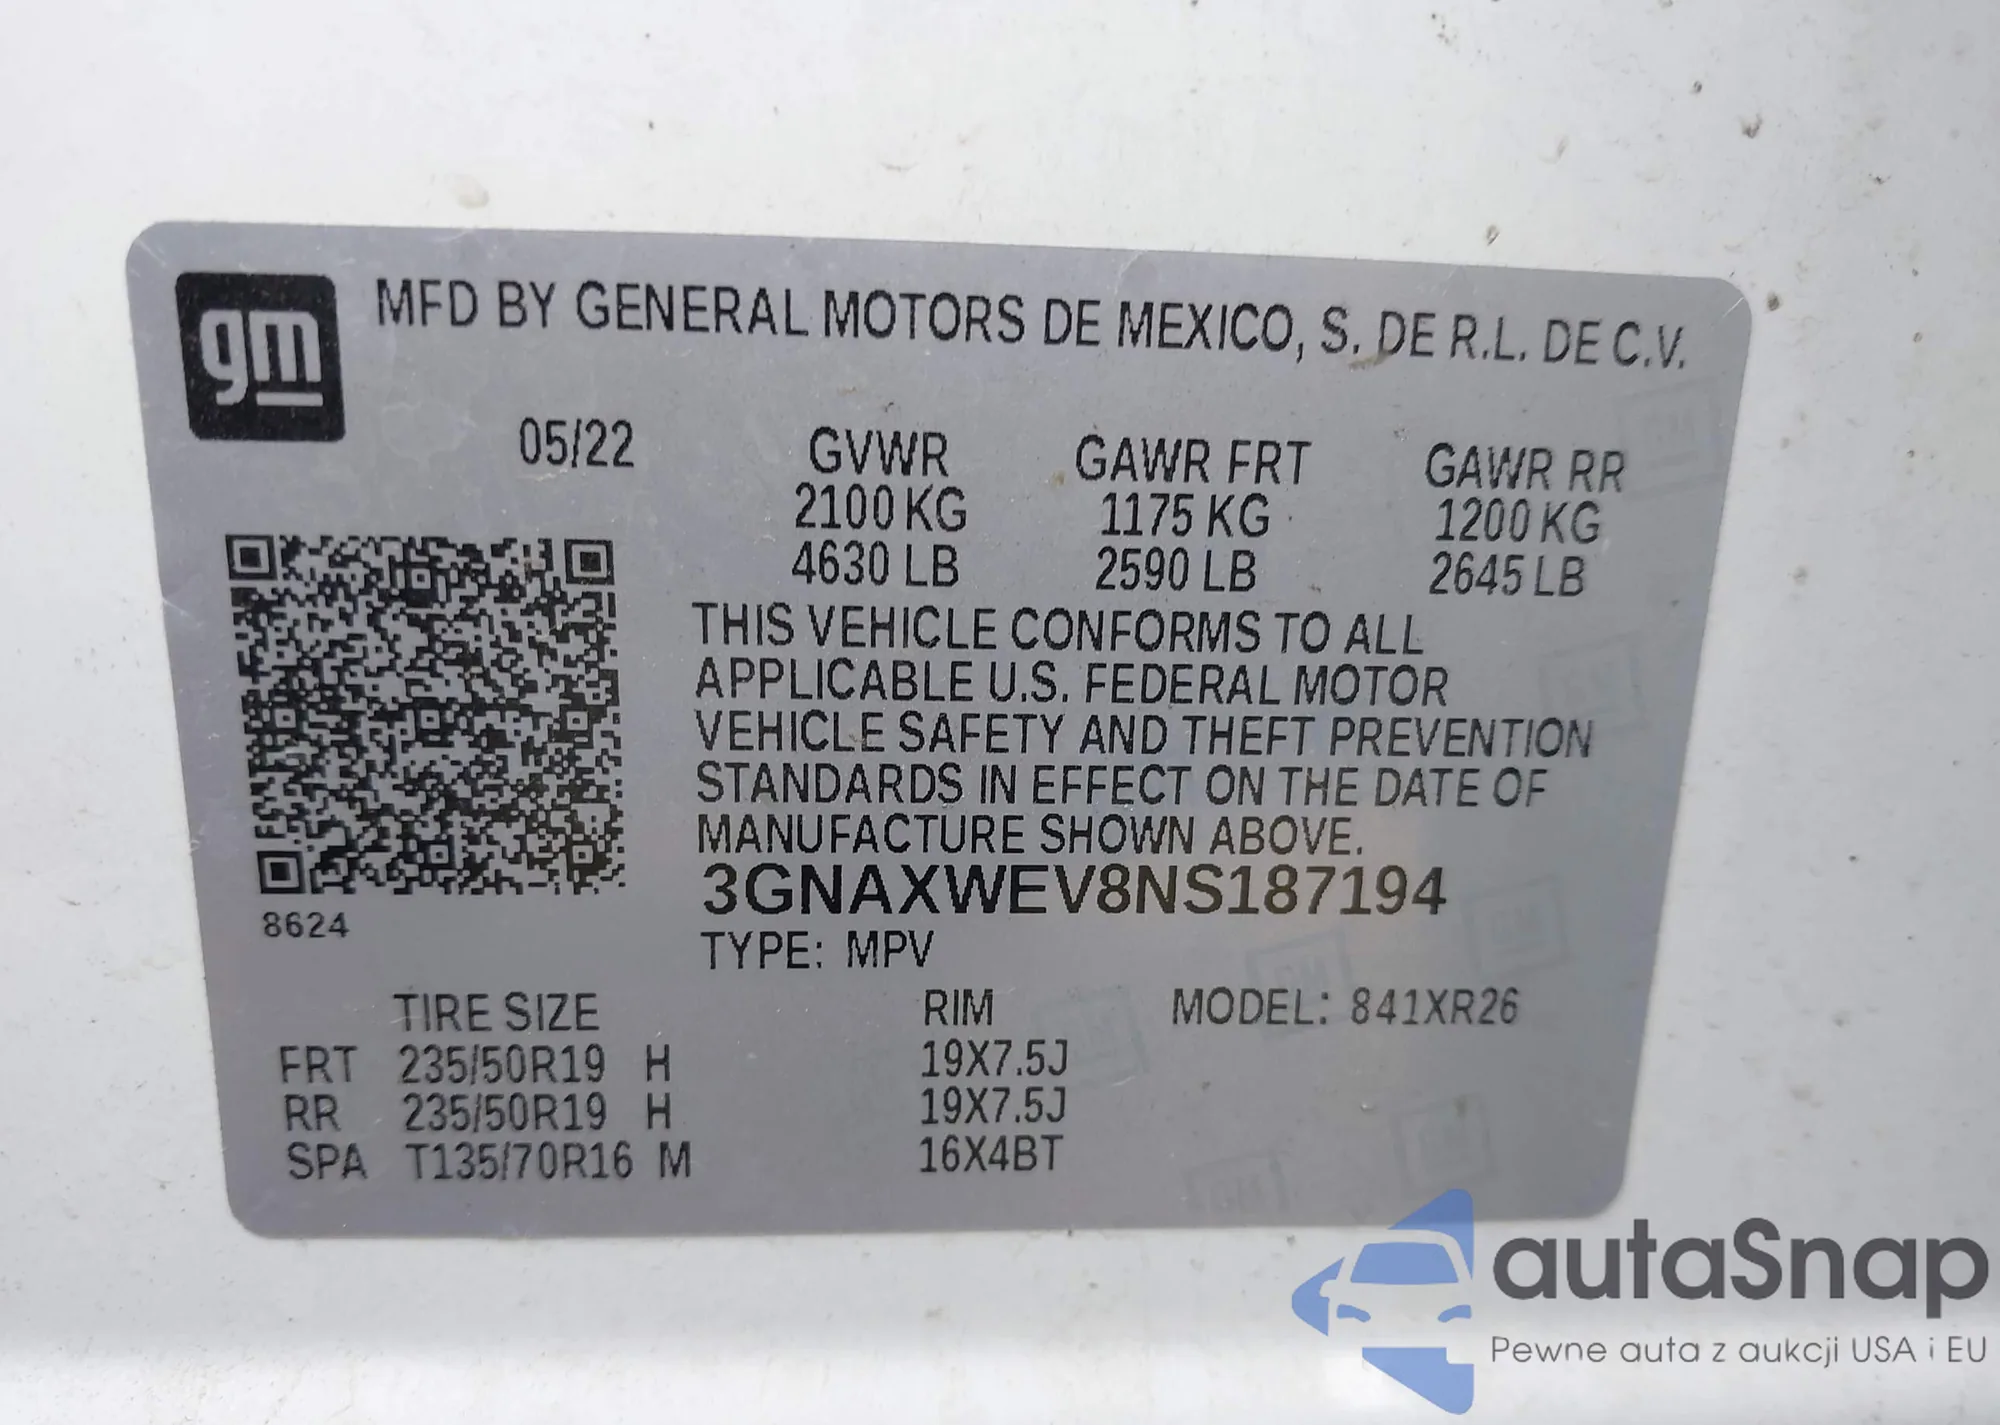 gm
MFD BY GENERAL MOTORS DE MEXICO, S. DE R.L. DE C.V.
05/22 GVWR GAWR FRT GAWR RR
2100 KG 1175 KG 1200 KG
4630 LB 2590 LB 2645 LB
THIS VEHICLE CONFORMS TO ALL
APPLICABLE U.S. FEDERAL MOTOR
VEHICLE SAFETY AND THEFT PREVENTION
STANDARDS IN EFFECT ON THE DATE OF
MANUFACTURE SHOWN ABOVE.
3GNAXWEV8NS187194
8624
TYPE: MPV
TIRE SIZE RIM MODEL: 841XR26
FRT 235/50R19 H 19X7.5J
RR 235/50R19 H 19X7.5J
SPA T135/70R16 M 16X4BT
autaSnap
Pewne auta z aukcji USA i EU